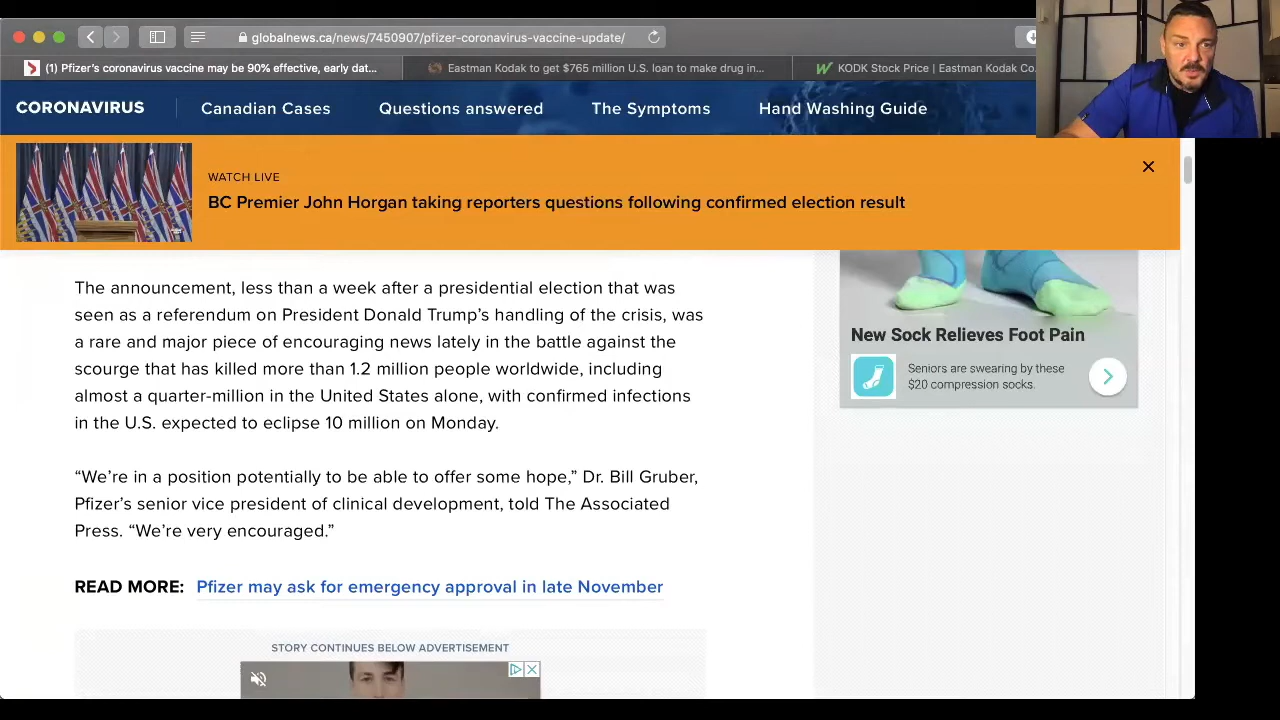 globalnews.ca/news/7450907/pfizer-coronavirus-vaccine-update/
(1) Pfizer’s coronavirus vaccine may be 90% effective, early dat...
Eastman Kodak to get $765 million U.S. loan to make drug in...
KODK Stock Price | Eastman Kodak Co.
CORONAVIRUS
Canadian Cases
Questions answered
The Symptoms
Hand Washing Guide
WATCH LIVE
BC Premier John Horgan taking reporters questions following confirmed election result
The announcement, less than a week after a presidential election that was
seen as a referendum on President Donald Trump’s handling of the crisis, was
a rare and major piece of encouraging news lately in the battle against the
scourge that has killed more than 1.2 million people worldwide, including
almost a quarter-million in the United States alone, with confirmed infections
in the U.S. expected to eclipse 10 million on Monday.
“We’re in a position potentially to be able to offer some hope,” Dr. Bill Gruber,
Pfizer’s senior vice president of clinical development, told The Associated
Press. “We’re very encouraged.”
READ MORE: Pfizer may ask for emergency approval in late November
STORY CONTINUES BELOW ADVERTISEMENT
New Sock Relieves Foot Pain
Seniors are swearing by these
$20 compression socks.